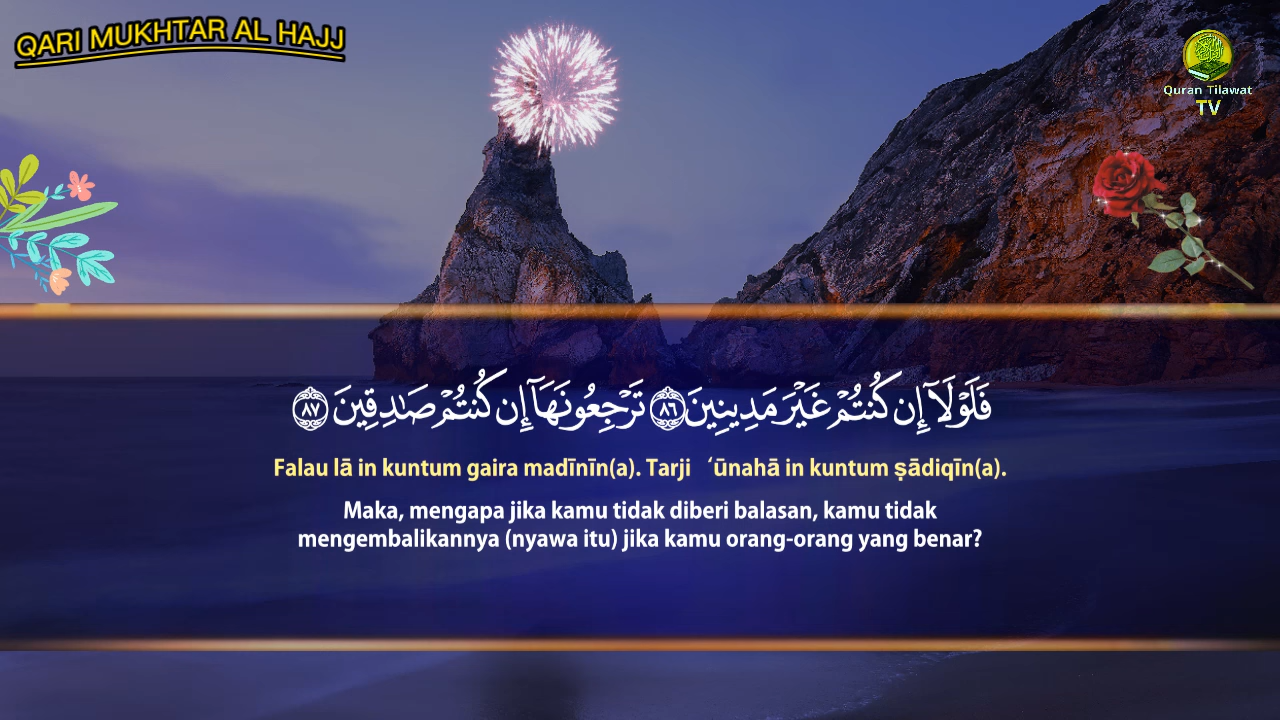 QARI MUKHTAR AL HAJJ
Quran Tilawat
TV
فَلَوْلَآ إِن كُنتُمْ غَيْرَ مَدِينِينَ ٨٦ تَرْجِعُونَهَآ إِن كُنتُمْ صَٰدِقِينَ ٨٧
Falau lā in kuntum gaira madīnīn(a). Tarji ‘ūnahā in kuntum ṣādiqīn(a).
Maka, mengapa jika kamu tidak diberi balasan, kamu tidak
mengembalikannya (nyawa itu) jika kamu orang-orang yang benar?